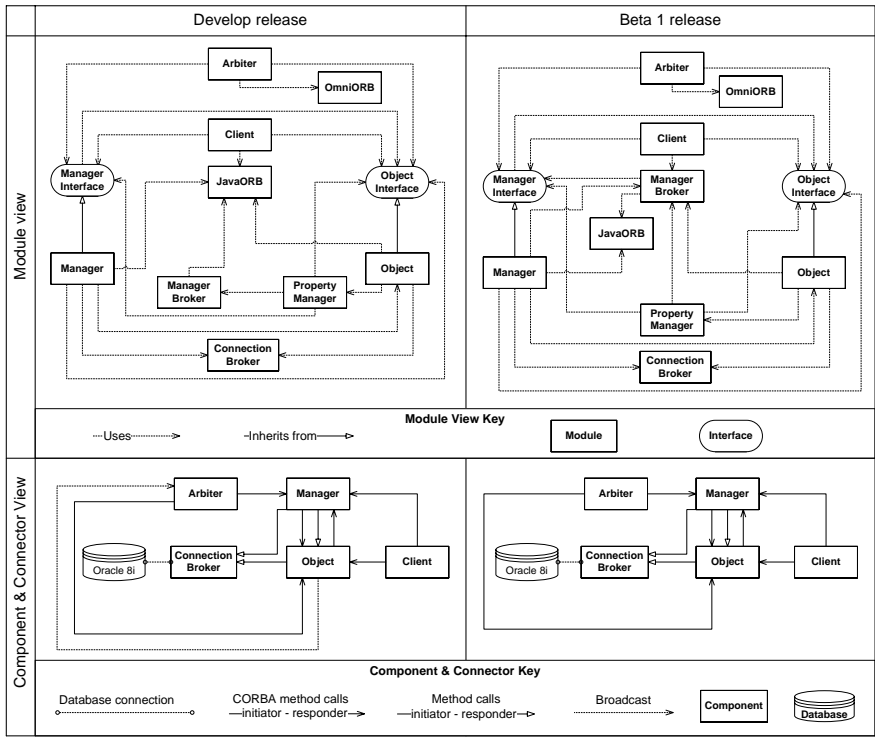 Develop release
Beta 1 release
Module view
Arbiter
OmniORB
Client
Manager
Interface
JavaORB
Object
Interface
Manager
Object
Manager
Broker
Property
Manager
Connection
Broker
Arbiter
OmniORB
Client
Manager
Interface
Manager
Broker
Object
Interface
JavaORB
Manager
Object
Property
Manager
Connection
Broker
Module View Key
Uses
Inherits from
Module
Interface
Component & Connector View
Arbiter
Manager
Oracle 8i
Connection
Broker
Object
Client
Arbiter
Manager
Oracle 8i
Connection
Broker
Object
Client
Component & Connector Key
Database connection
CORBA method calls
initiator - responder
Method calls
initiator - responder
Broadcast
Component
Database